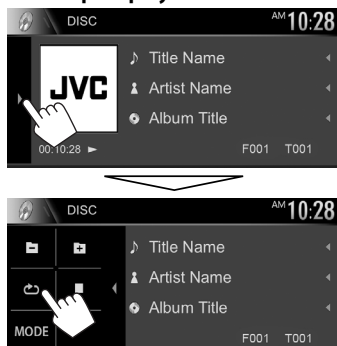 DISC
AM 10:28
JVC
Title Name
Artist Name
Album Title
00:10:28
F001 T001
DISC
AM 10:28
Title Name
Artist Name
Album Title
MODE
F001 T001